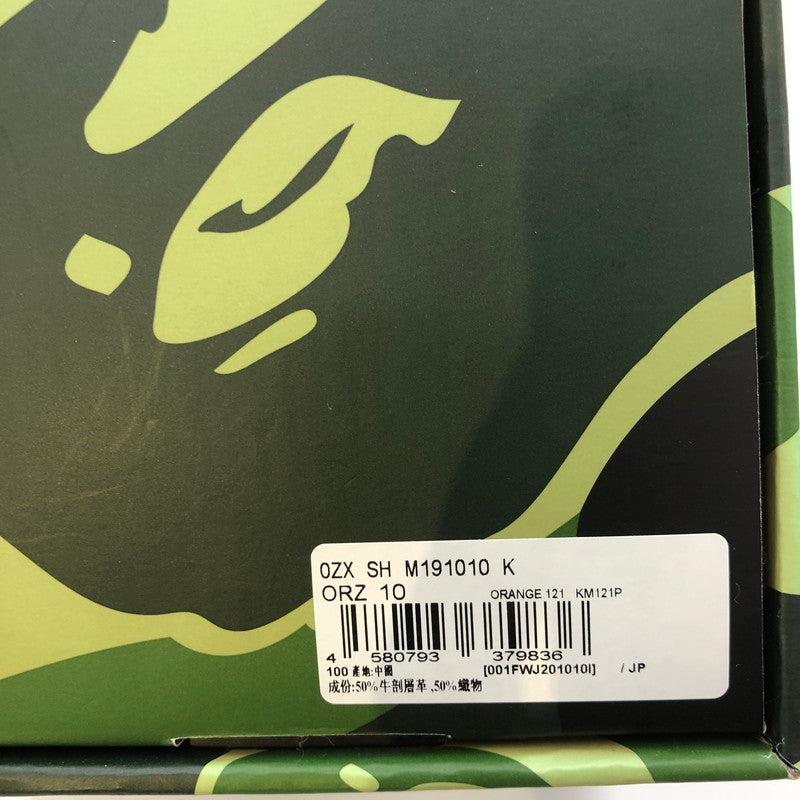 0ZX SH M191010 K
ORZ 10 ORANGE 121 KM121P
4 580793 379836
100 產地:中國 [001FWJ201010I] / JP
成份:50%牛剖層革 ,50%織物